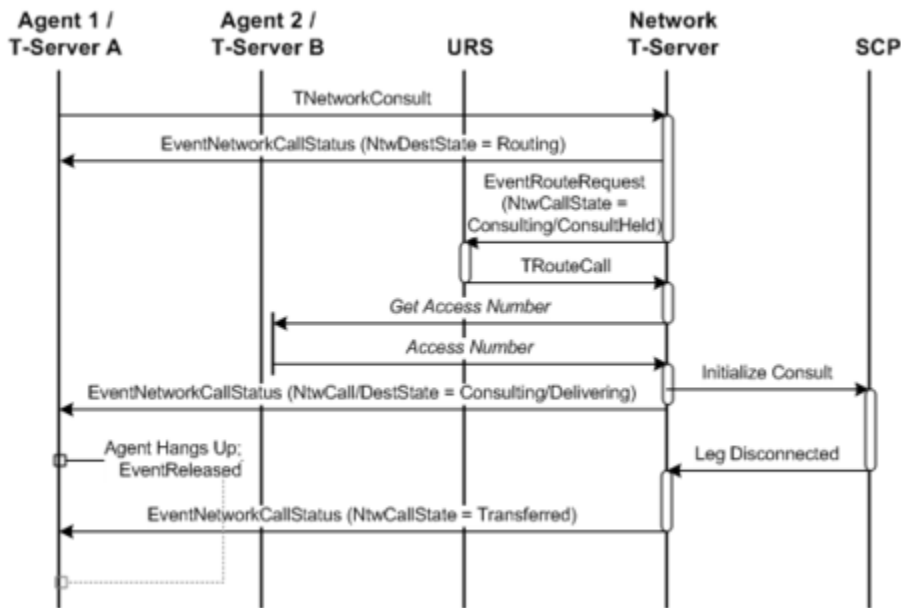 Agent 1 /
T-Server A
Agent 2 /
T-Server B
URS
Network
T-Server
SCP
TNetworkConsult
EventNetworkCallStatus (NtwDestState = Routing)
EventRouteRequest
(NtwCallState =
Consulting/ConsultHeld)
TRouteCall
Get Access Number
Access Number
Initialize Consult
EventNetworkCallStatus (NtwCall/DestState = Consulting/Delivering)
Agent Hangs Up;
EventReleased
Leg Disconnected
EventNetworkCallStatus (NtwCallState = Transferred)